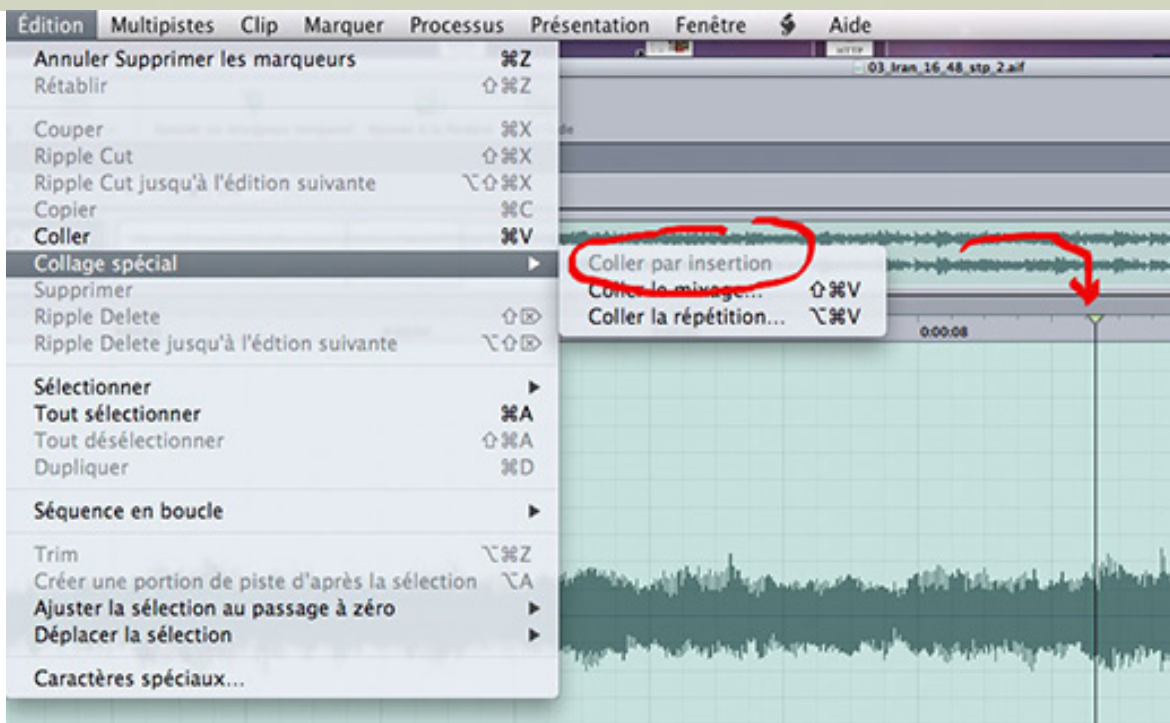 Édition Multipistes Clip Marquer Processus Présentation Fenêtre Aide
HTTP
03_Iran_16_48_stp_2.aif
Annuler Supprimer les marqueurs ⌘Z
Rétablir ⇧⌘Z
Couper ⌘X
Ripple Cut ⇧⌘X
Ripple Cut jusqu'à l'édition suivante ⌥⇧⌘X
Copier ⌘C
Coller ⌘V
Collage spécial ▶
Coller par insertion
Coller le mixage... ⇧⌘V
Coller la répétition... ⌥⌘V
0:00:08
Supprimer
Ripple Delete ⇧⌦
Ripple Delete jusqu'à l'édtion suivante ⌥⇧⌦
Sélectionner ▶
Tout sélectionner ⌘A
Tout désélectionner ⇧⌘A
Dupliquer ⌘D
Séquence en boucle ▶
Trim ⌥⌘Z
Créer une portion de piste d'après la sélection ⌥A
Ajuster la sélection au passage à zéro ▶
Déplacer la sélection ▶
Caractères spéciaux...